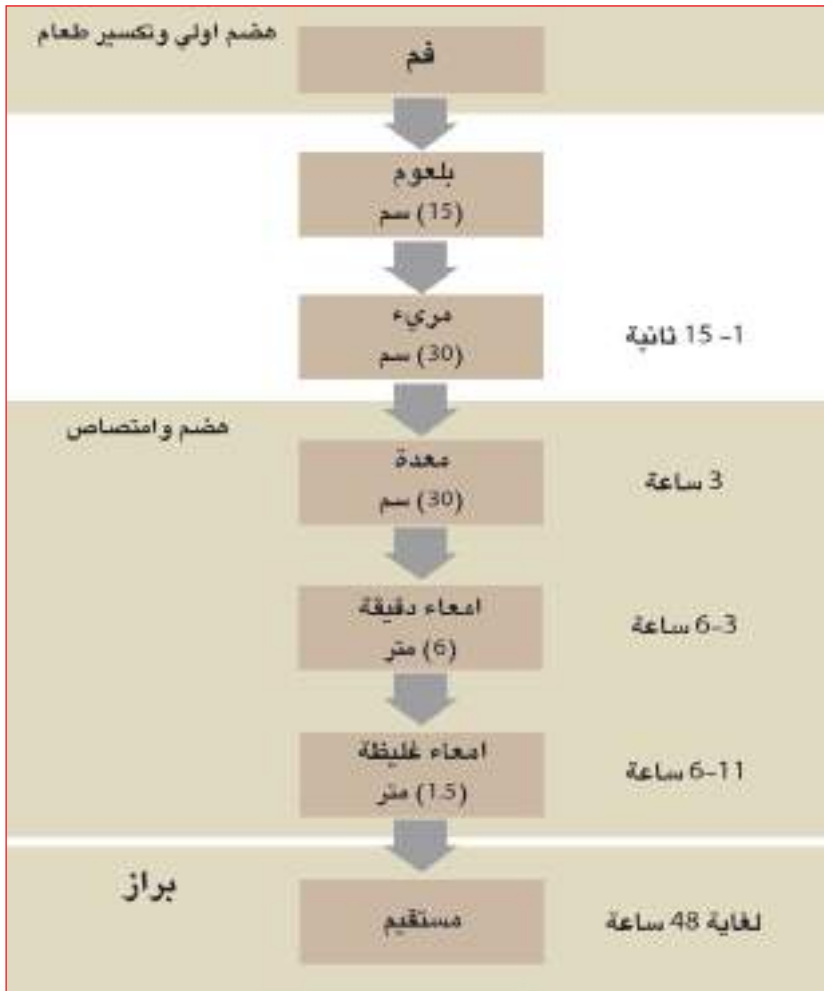 هضم اولي وتكسير طعام
فم
بلعوم
(15) سم
مريء
(30) سم
1- 15 ثانية
هضم وامتصاص
معدة
(30) سم
3 ساعة
امعاء دقيقة
(6) متر
3-6 ساعة
امعاء غليظة
(1.5) متر
6-11 ساعة
براز
مستقيم
لغاية 48 ساعة